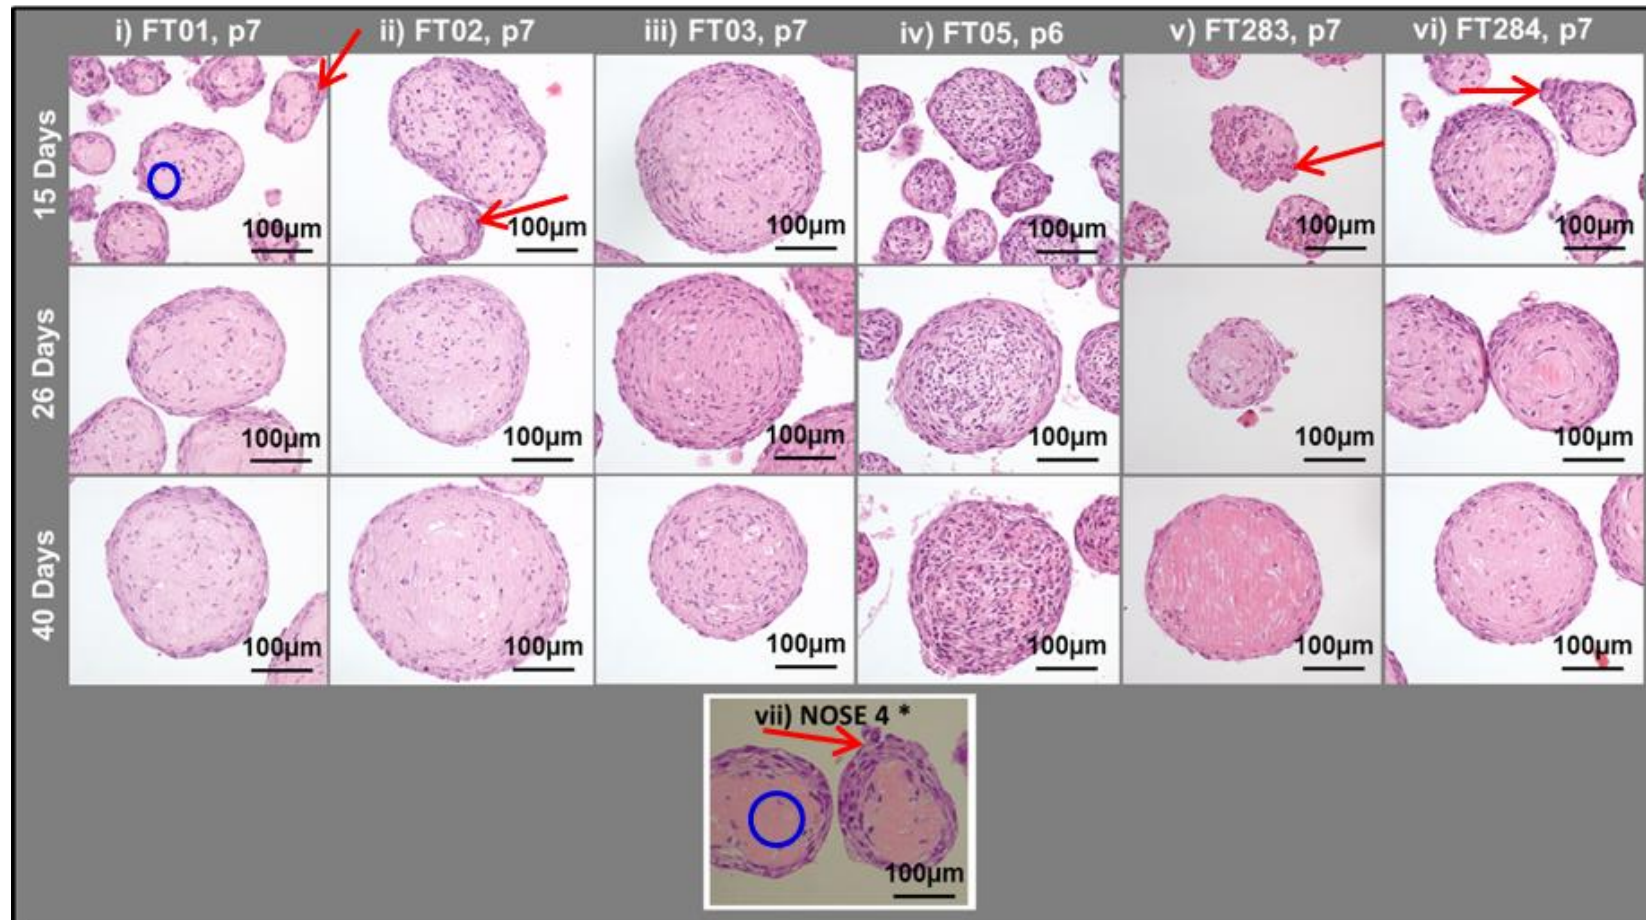 i) FT01, p7
ii) FT02, p7
iii) FT03, p7
iv) FT05, p6
v) FT283, p7
vi) FT284, p7
15 Days
100µm
100µm
100µm
100µm
100µm
100µm
26 Days
100µm
100µm
100µm
100µm
100µm
100µm
40 Days
100µm
100µm
100µm
100µm
100µm
100µm
vii) NOSE 4 *
100µm